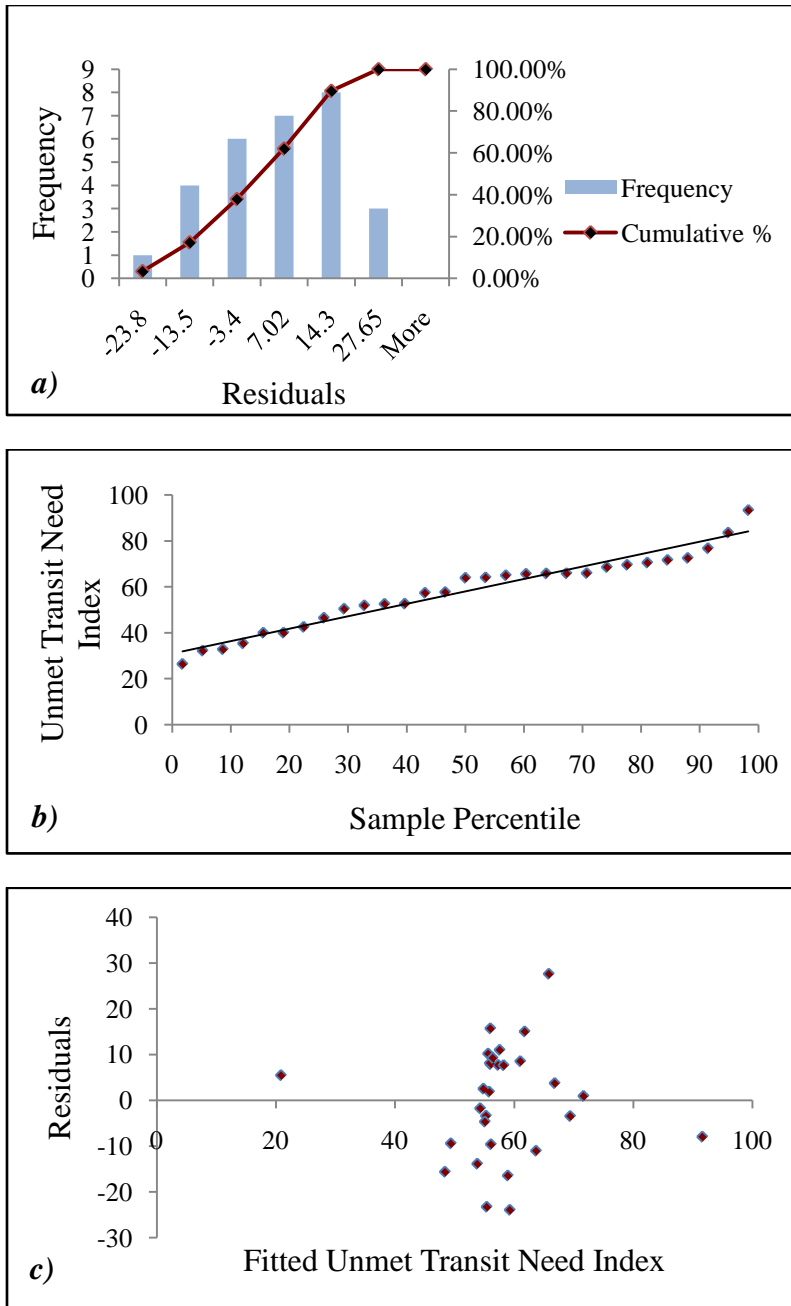 9
8
7
6
5
4
3
2
1
0
Frequency
100.00%
80.00%
60.00%
40.00%
20.00%
0.00%
Frequency
Cumulative %
-23.8
-13.5
-3.4
7.02
14.3
27.65
More
Residuals
a)
100
80
60
40
20
0
Unmet Transit Need
Index
0 10 20 30 40 50 60 70 80 90 100
Sample Percentile
b)
40
30
20
10
0
-10
-20
-30
Residuals
0 20 40 60 80 100
Fitted Unmet Transit Need Index
c)